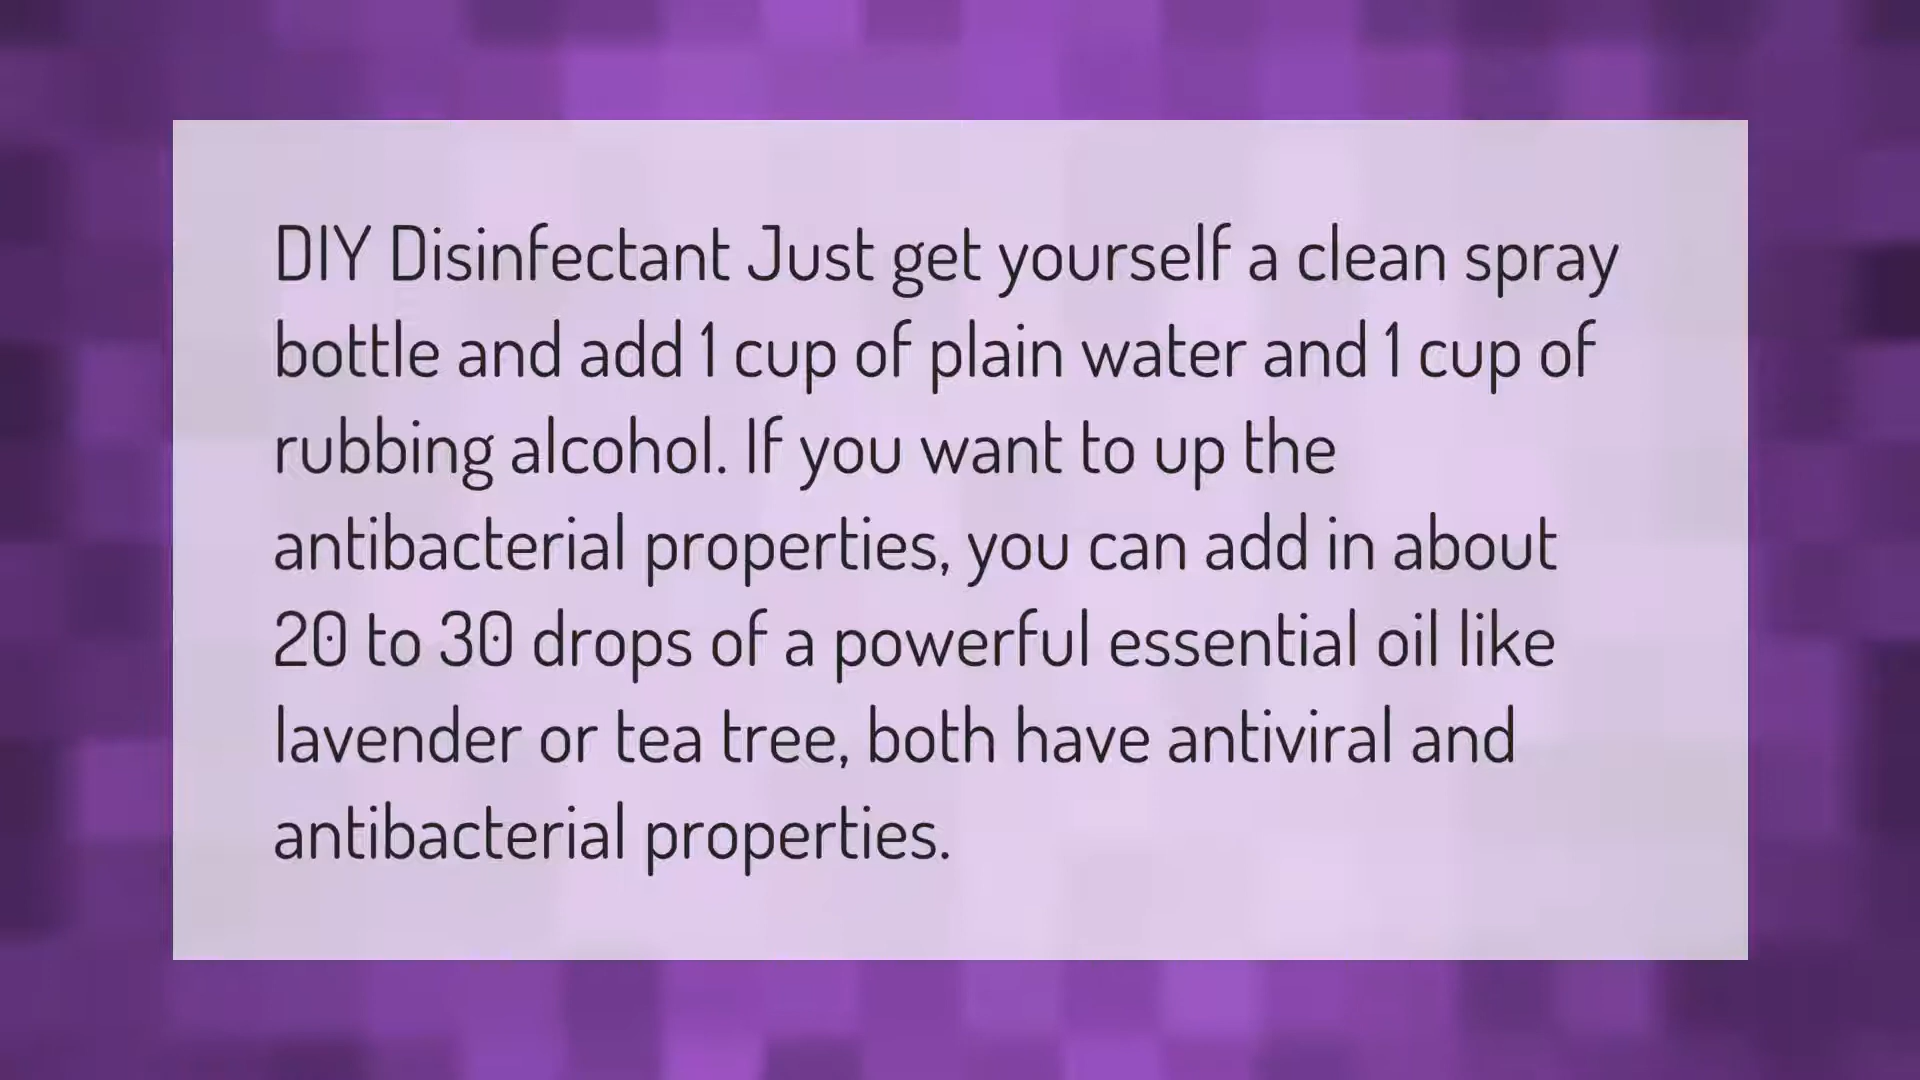 DIY Disinfectant Just get yourself a clean spray
bottle and add 1 cup of plain water and 1 cup of
rubbing alcohol. If you want to up the
antibacterial properties, you can add in about
20 to 30 drops of a powerful essential oil like
lavender or tea tree, both have antiviral and
antibacterial properties.